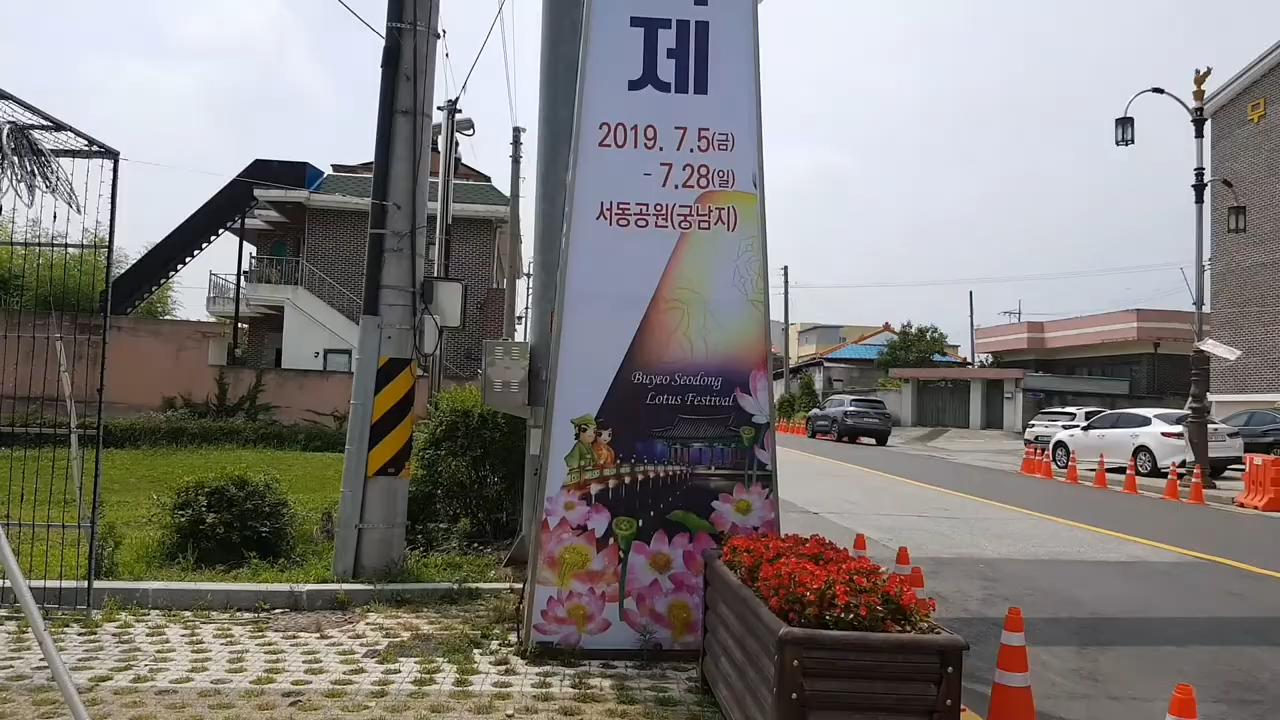 제
2019. 7.5(금)
- 7.28(일)
서동공원(궁남지)
Buyeo Seodong
Lotus Festival
무